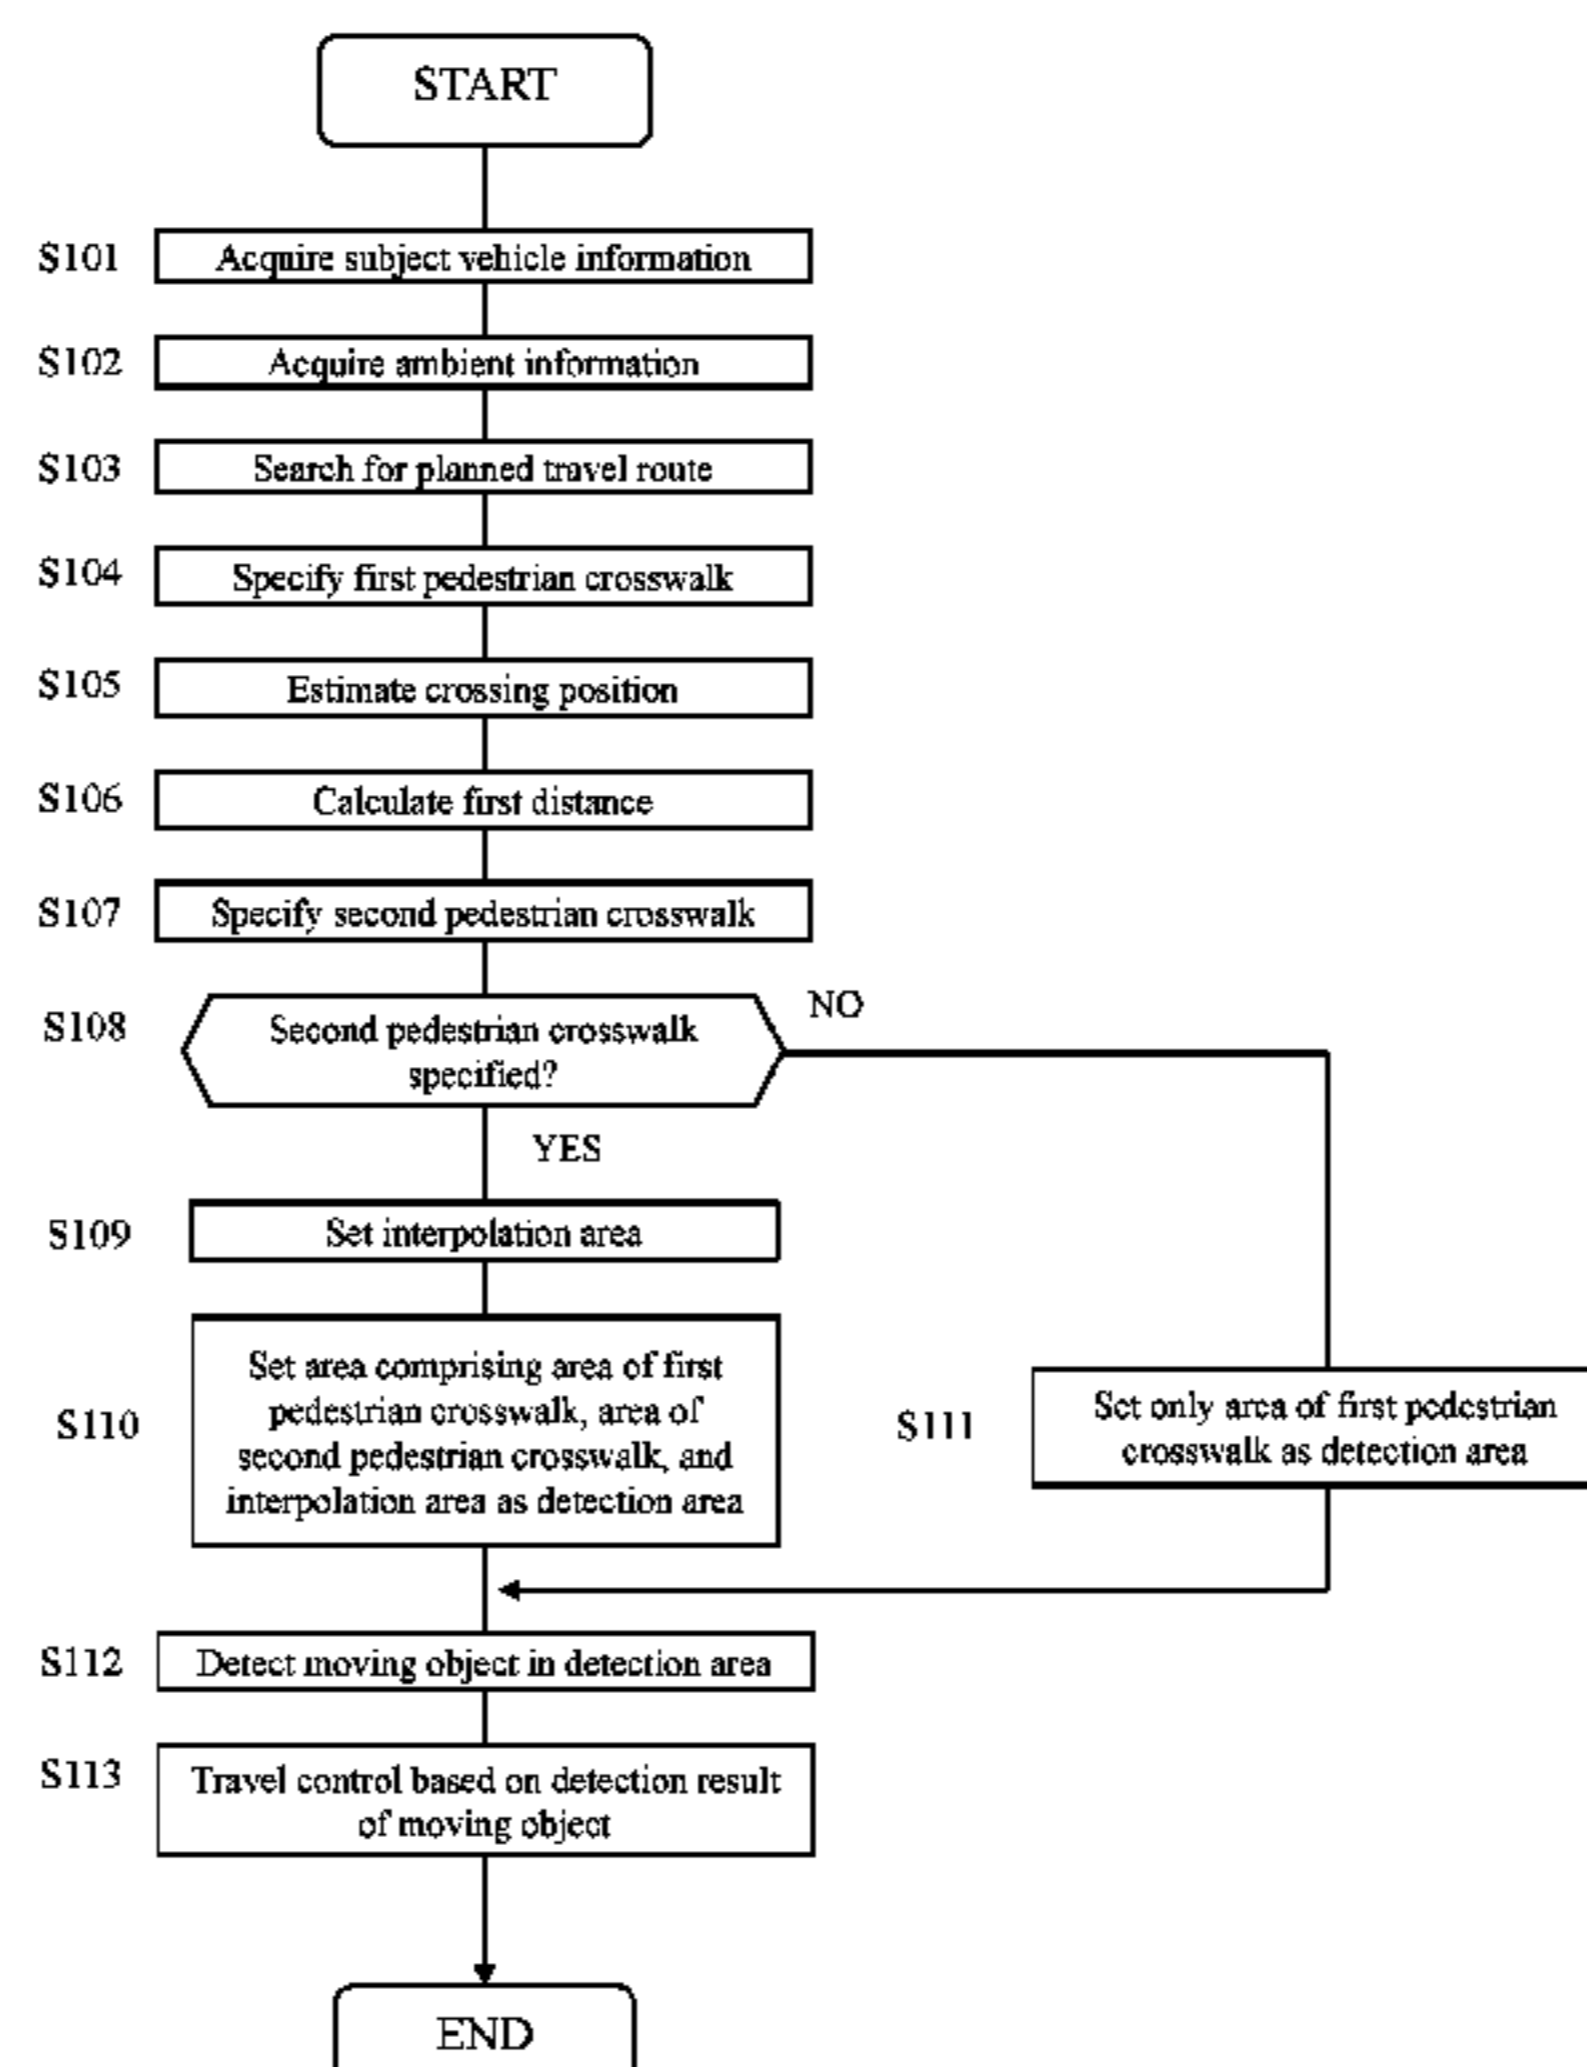 START
S101
Acquire subject vehicle information
S102
Acquire ambient information
S103
Search for planned travel route
S104
Specify first pedestrian crosswalk
S105
Estimate crossing position
S106
Calculate first distance
S107
Specify second pedestrian crosswalk
S108
Second pedestrian crosswalk
specified?
NO
YES
S109
Set interpolation area
S110
Set area comprising area of first
pedestrian crosswalk, area of
second pedestrian crosswalk, and
interpolation area as detection area
S111
Set only area of first pedestrian
crosswalk as detection area
S112
Detect moving object in detection area
S113
Travel control based on detection result
of moving object
END